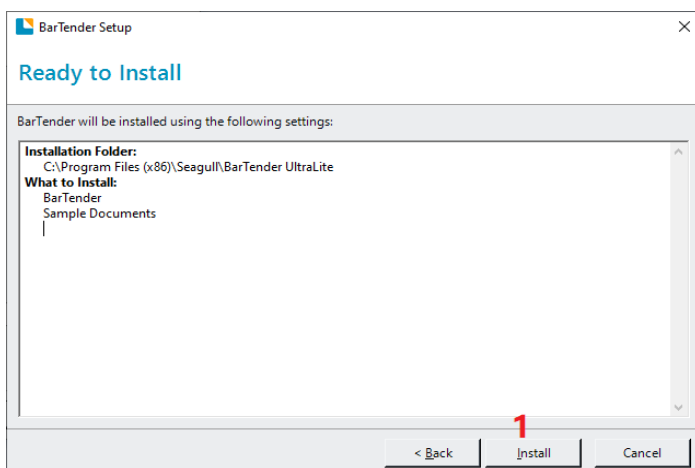 BarTender Setup
Ready to Install
BarTender will be installed using the following settings:
Installation Folder:
C:\Program Files (x86)\Seagull\BarTender UltraLite
What to Install:
BarTender
Sample Documents
1
< Back Install Cancel